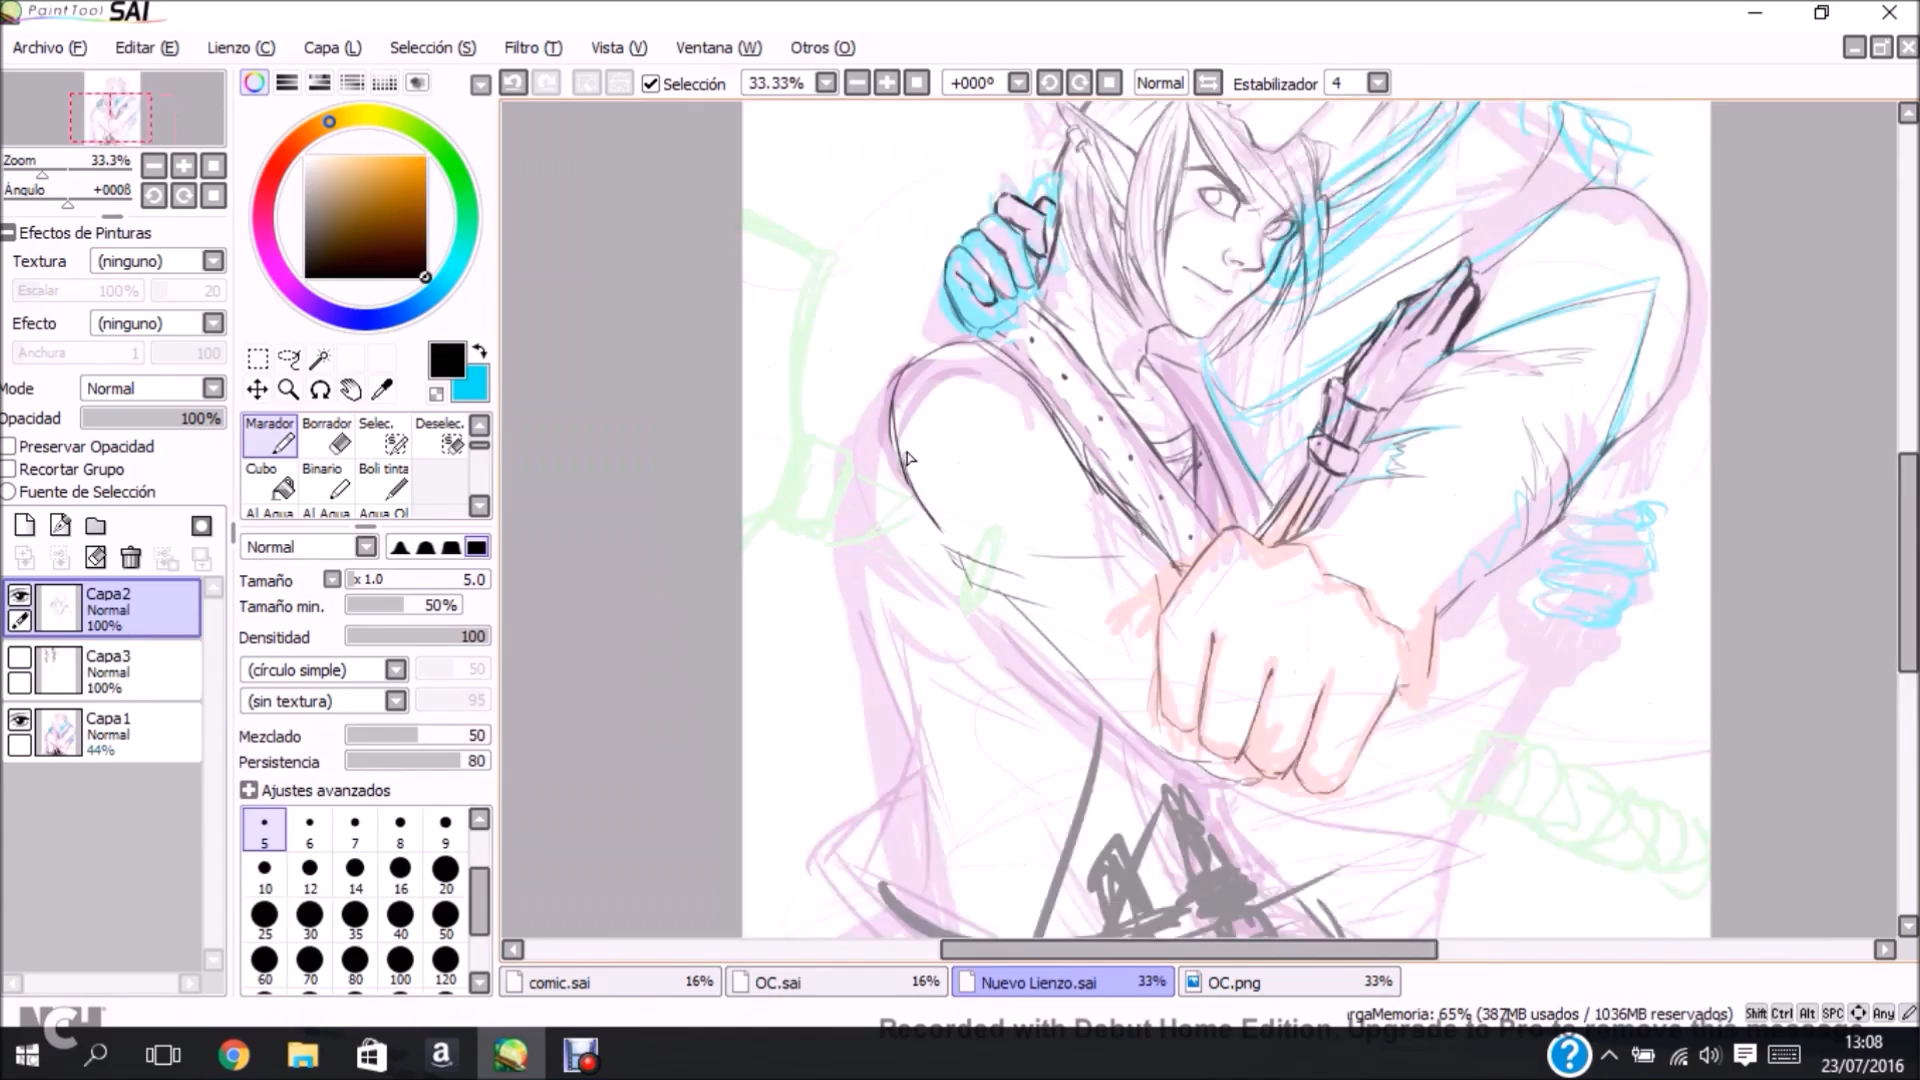 PaintTool SAI
Archivo (F) Editar (E) Lienzo (C) Capa (L) Selección (S) Filtro (T) Vista (V) Ventana (W) Otros (O)
Selección 33.33% +000º Normal Estabilizador 4
Zoom 33.3%
Ángulo +000ß
Efectos de Pinturas
Textura (ninguno)
Escalar 100% 20
Efecto (ninguno)
Anchura 1 100
Mode Normal
Opacidad 100%
Preservar Opacidad
Recortar Grupo
Fuente de Selección
Capa2
Normal
100%
Capa3
Normal
100%
Capa1
Normal
44%
Marador Borrador Selec. Deselec.
Cubo Binario Boli tinta
Al Agua Al Agua Aqua Ol
Normal
Tamaño x 1.0 5.0
Tamaño min. 50%
Densitidad 100
(círculo simple) 50
(sin textura) 95
Mezclado 50
Persistencia 80
Ajustes avanzados
5 6 7 8 9
10 12 14 16 20
25 30 35 40 50
60 70 80 100 120
comic.sai 16% OC.sai 16% Nuevo Lienzo.sai 33% OC.png 33%
rgaMemoria: 65% (387MB usados / 1036MB reservados) Shift Ctrl Alt SPC Any
NCH
Recorded with Debut Home Edition. Upgrade to Pro to remove this message
13:08
23/07/2016